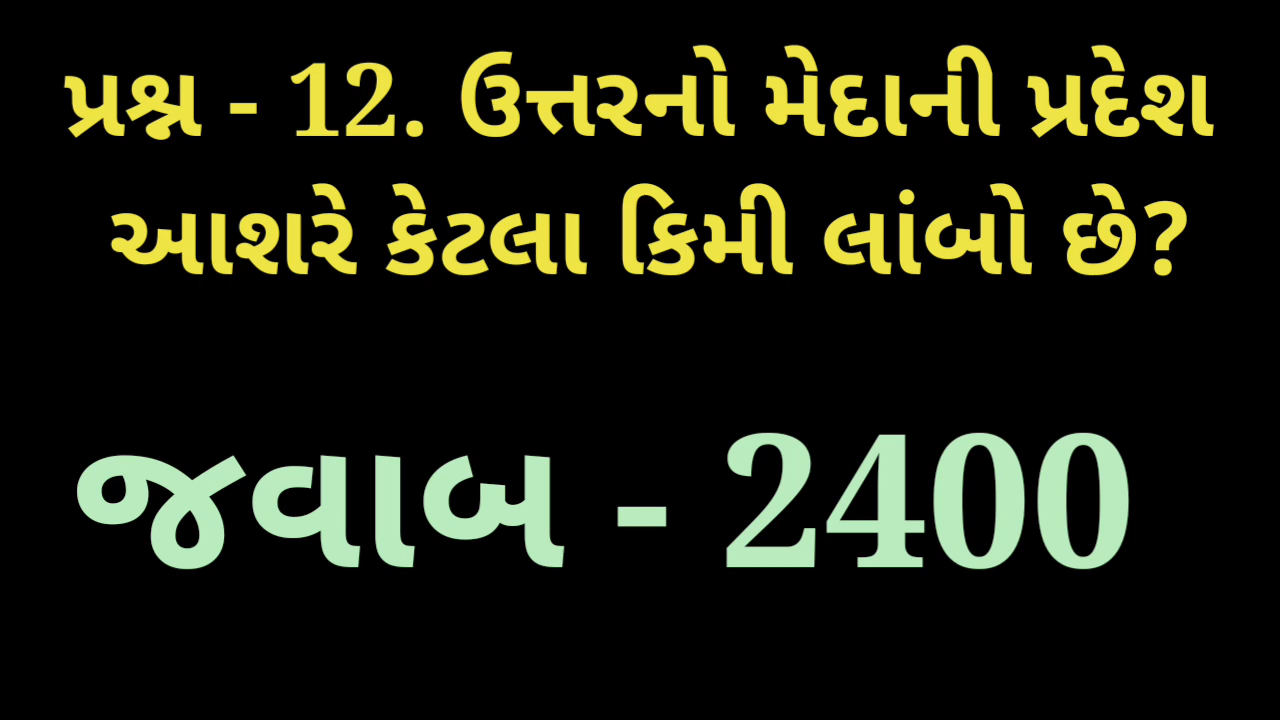 પ્રશ્ન - 12. ઉત્તરનો મેદાની પ્રદેશ
આશરે કેટલા કિમી લાંબો છે?
જવાબ - 2400